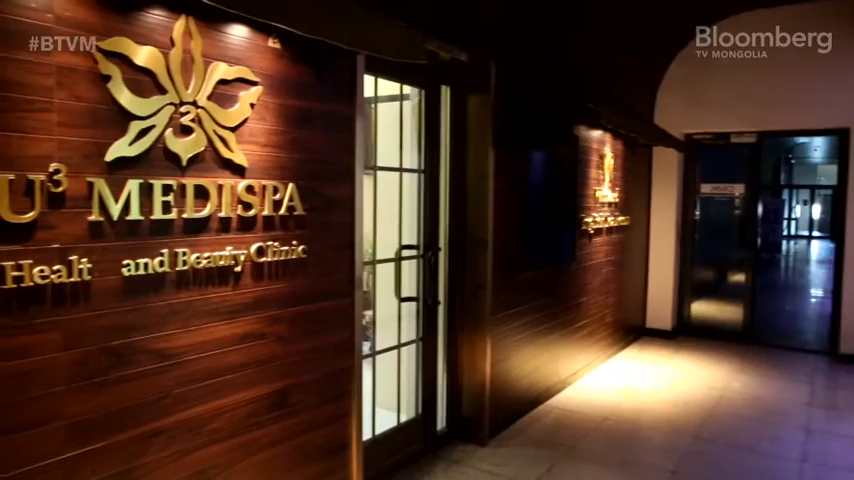 #BTVM
Bloomberg
TV MONGOLIA
3
U³ MEDISPA
Healt and Beauty Clinic